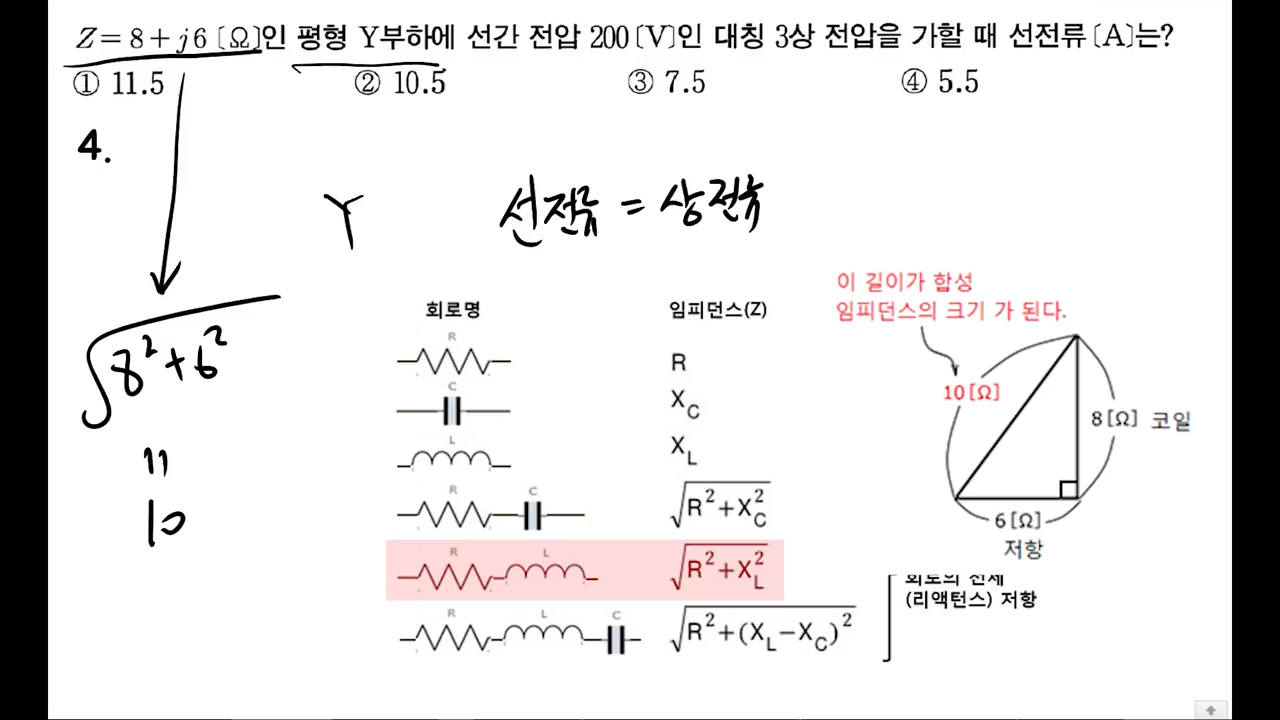 Z = 8 + j6 [Ω]인 평형 Y부하에 선간 전압 200[V]인 대칭 3상 전압을 가할 때 선전류[A]는?
① 11.5 ② 10.5 ③ 7.5 ④ 5.5
4.
Y 선전류 = 상전류
√8²+6²
"
10
회로명 임피던스(Z)
R R
C X_C
L X_L
R C √R²+X_C²
R L √R²+X_L²
R L C √R²+(X_L−X_C)²
이 길이가 합성
임피던스의 크기 가 된다.
10[Ω]
8[Ω] 코일
6[Ω]
저항
회로의 전체
(리액턴스) 저항